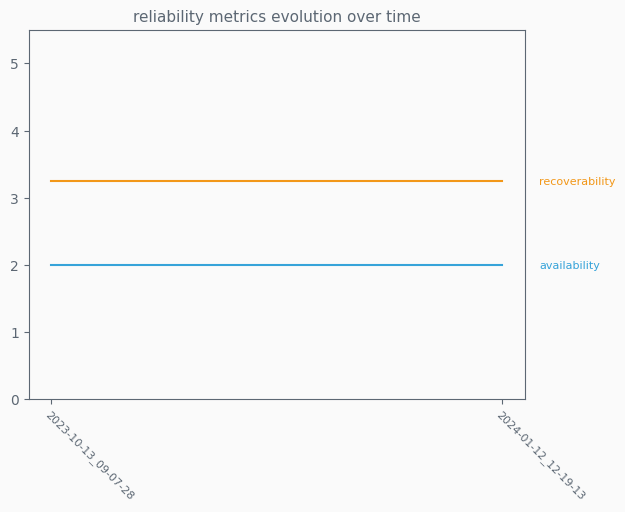 reliability metrics evolution over time
5
4
3
2
1
0
recoverability
availability
2023-10-13_09-07-28
2024-01-12_12-19-13